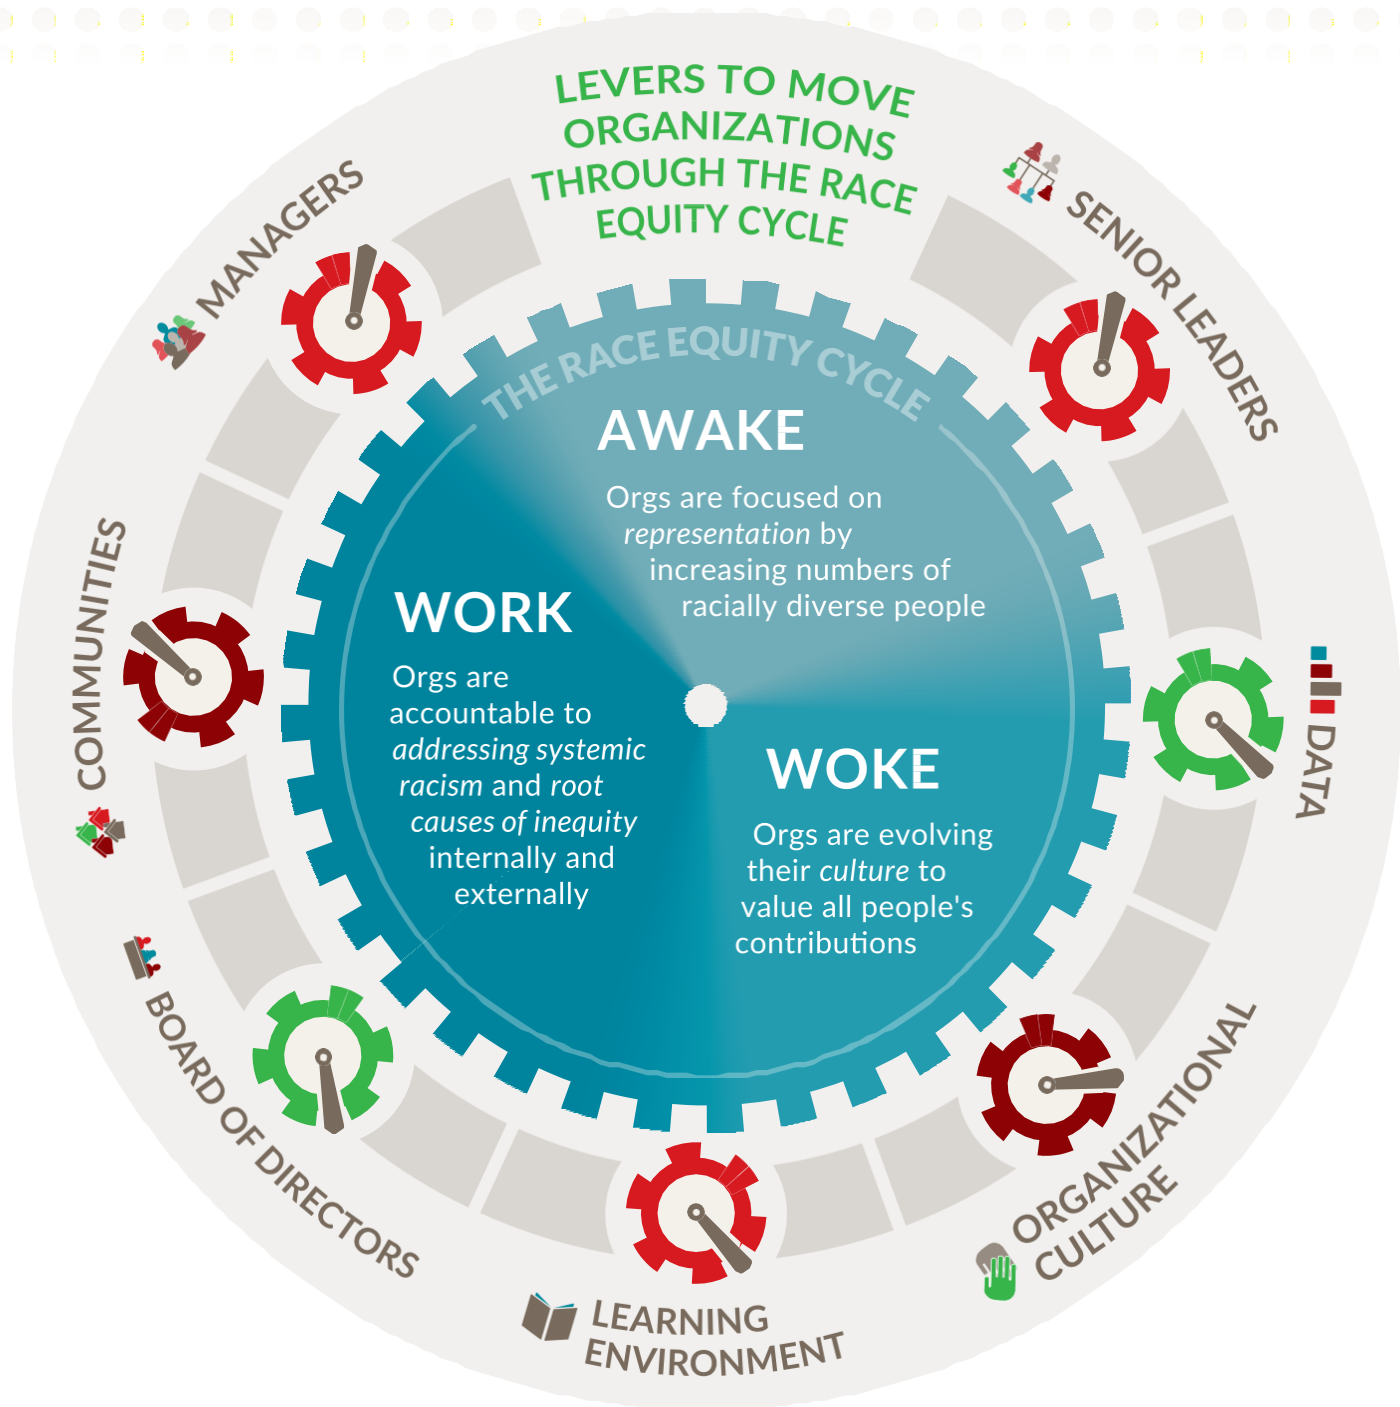 LEVERS TO MOVE
ORGANIZATIONS
THROUGH THE RACE
EQUITY CYCLE
SENIOR LEADERS
DATA
ORGANIZATIONAL
CULTURE
LEARNING
ENVIRONMENT
BOARD OF DIRECTORS
COMMUNITIES
MANAGERS
THE RACE EQUITY CYCLE
AWAKE
Orgs are focused on
representation by
increasing numbers of
racially diverse people
WOKE
Orgs are evolving
their culture to
value all people's
contributions
WORK
Orgs are
accountable to
addressing systemic
racism and root
causes of inequity
internally and
externally